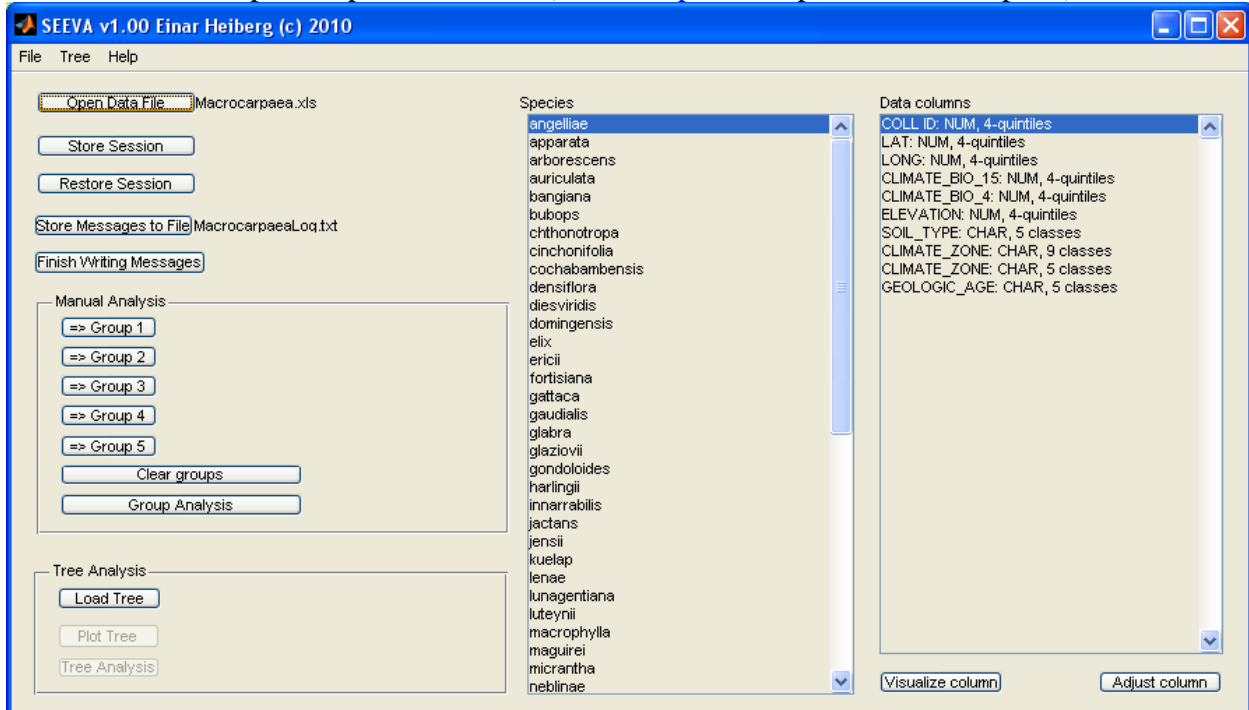 SEEVA v1.00 Einar Heiberg (c) 2010
File Tree Help
Open Data File Macrocarpaea.xls
Store Session
Restore Session
Store Messages to File MacrocarpaeaLog.txt
Finish Writing Messages
Manual Analysis
=> Group 1
=> Group 2
=> Group 3
=> Group 4
=> Group 5
Clear groups
Group Analysis
Tree Analysis
Load Tree
Plot Tree
Tree Analysis
Species
angelliae
apparata
arborescens
auriculata
bangiana
bubops
chthonotropa
cinchonifolia
cochabambensis
densiflora
diesviridis
domingensis
elix
ericii
fortisiana
gattaca
gaudialis
glabra
glaziovii
gondoloides
harlingii
innarrabilis
jactans
jensii
kuelap
lenae
lunagentiana
luteynii
macrophylla
maguirei
micrantha
neblinae
Data columns
COLL ID: NUM, 4-quintiles
LAT: NUM, 4-quintiles
LONG: NUM, 4-quintiles
CLIMATE_BIO_15: NUM, 4-quintiles
CLIMATE_BIO_4: NUM, 4-quintiles
ELEVATION: NUM, 4-quintiles
SOIL_TYPE: CHAR, 5 classes
CLIMATE_ZONE: CHAR, 9 classes
CLIMATE_ZONE: CHAR, 5 classes
GEOLOGIC_AGE: CHAR, 5 classes
Visualize column
Adjust column